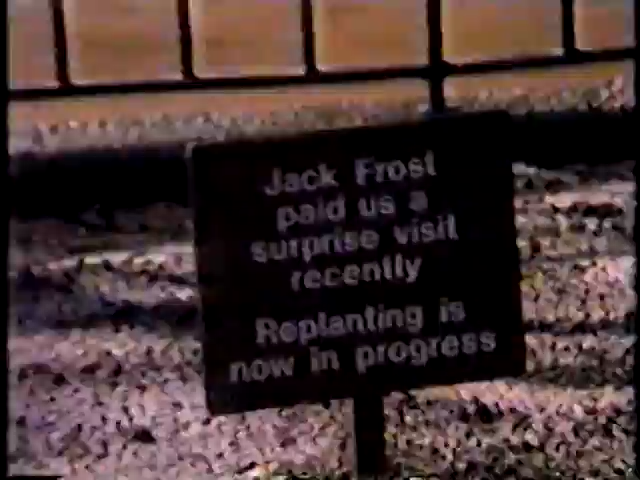 Jack Frost
paid us a
surprise visit
recently
Replanting is
now in progress